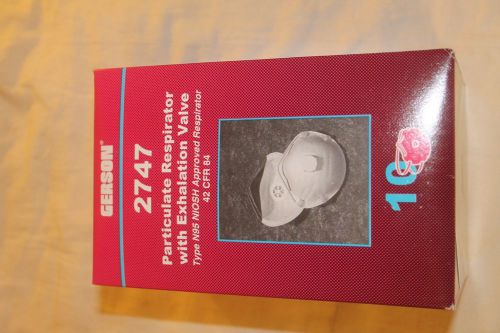 GERSON®
2747
Particulate Respirator
with Exhalation Valve
Type N95 NIOSH Approved Respirator
42 CFR 84
10